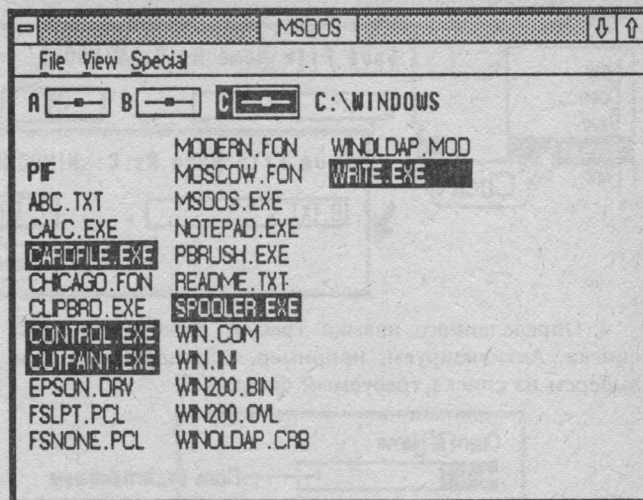 MSDOS
File View Special
A B C C:\WINDOWS
MODERN.FON WINOLDAP.MOD
PIF MOSCOW.FON WRITE.EXE
ABC.TXT MSDOS.EXE
CALC.EXE NOTEPAD.EXE
CARDFILE.EXE PBRUSH.EXE
CHICAGO.FON README.TXT
CLIPBRD.EXE SPOOLER.EXE
CONTROL.EXE WIN.COM
CUTPAINT.EXE WIN.INI
EPSON.DRV WIN200.BIN
FSLPT.PCL WIN200.OVL
FSNONE.PCL WINOLDAP.GRB